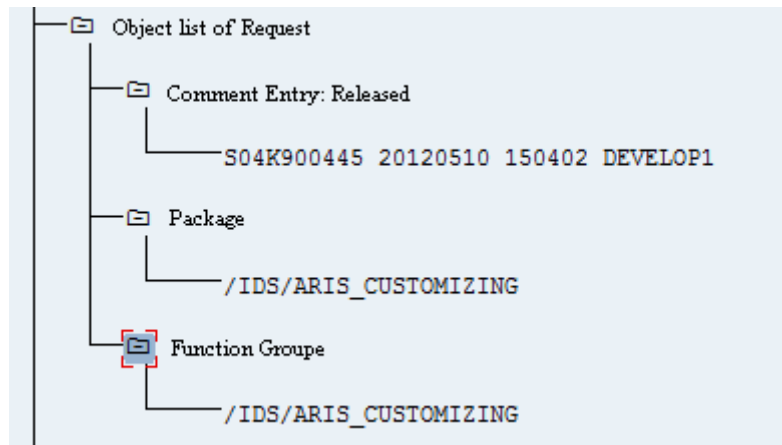 Object list of Request
Comment Entry: Released
S04K900445 20120510 150402 DEVELOP1
Package
/IDS/ARIS_CUSTOMIZING
Function Groupe
/IDS/ARIS_CUSTOMIZING